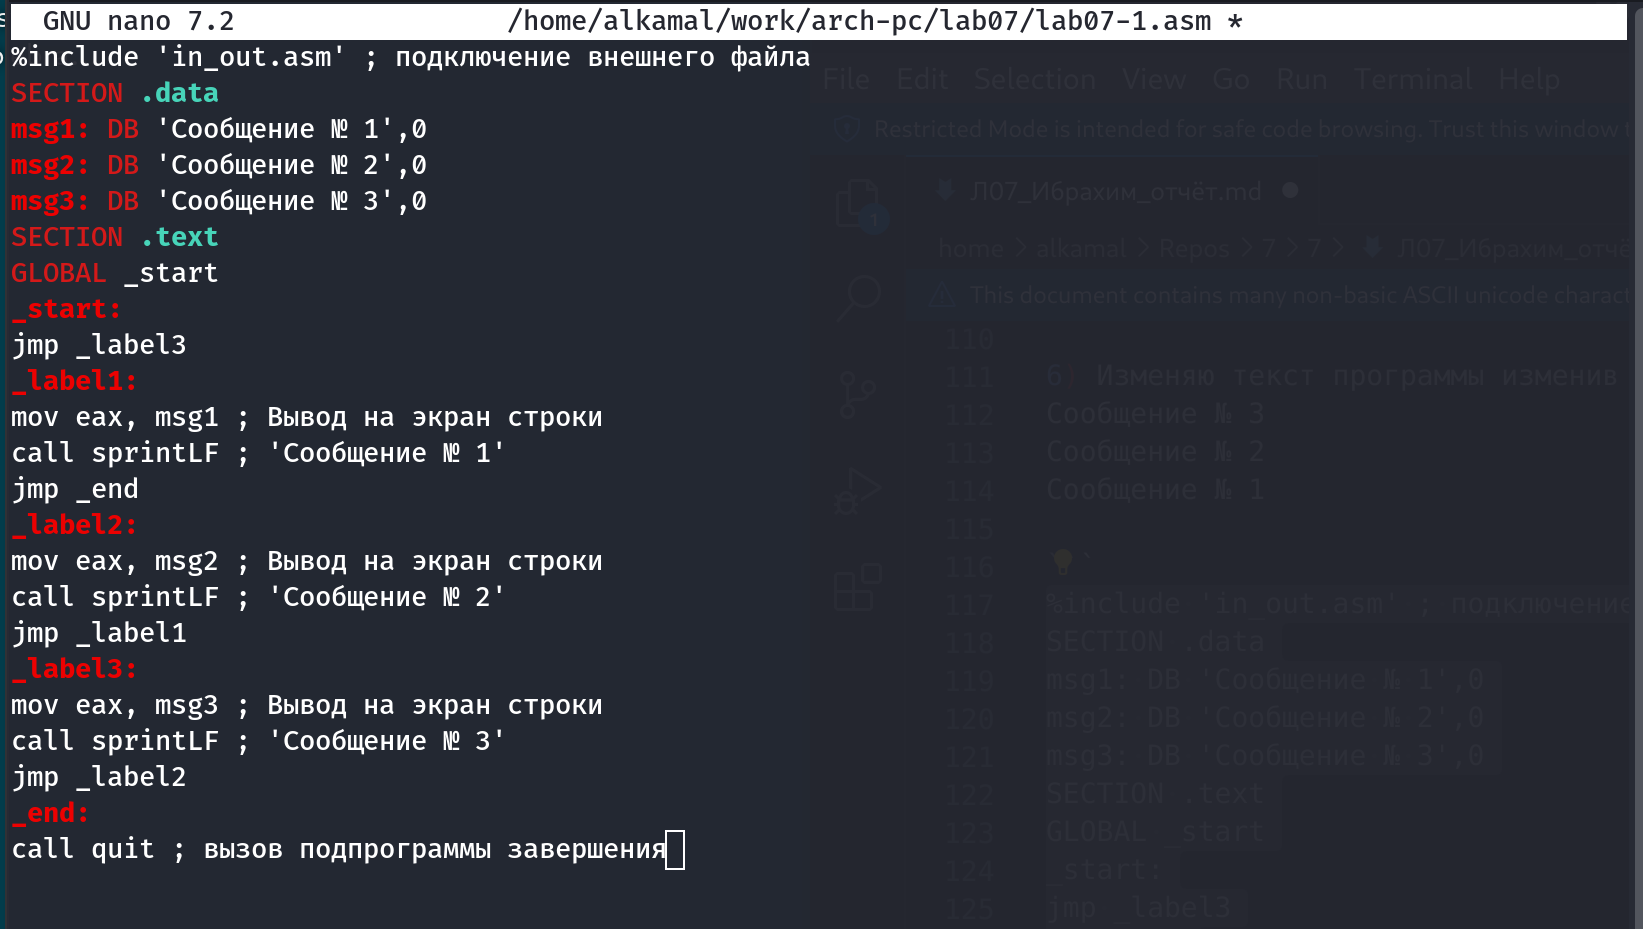 GNU nano 7.2 /home/alkamal/work/arch-pc/lab07/lab07-1.asm *
%include 'in_out.asm' ; подключение внешнего файла
SECTION .data
msg1: DB 'Сообщение № 1',0
msg2: DB 'Сообщение № 2',0
msg3: DB 'Сообщение № 3',0
SECTION .text
GLOBAL _start
_start:
jmp _label3
_label1:
mov eax, msg1 ; Вывод на экран строки
call sprintLF ; 'Сообщение № 1'
jmp _end
_label2:
mov eax, msg2 ; Вывод на экран строки
call sprintLF ; 'Сообщение № 2'
jmp _label1
_label3:
mov eax, msg3 ; Вывод на экран строки
call sprintLF ; 'Сообщение № 3'
jmp _label2
_end:
call quit ; вызов подпрограммы завершения
File Edit Selection View Go Run Terminal Help
Restricted Mode is intended for safe code browsing. Trust this window
Л07_Ибрахим_отчёт.md
1
home > alkamal > Repos > 7 > 7 > Л07_Ибрахим_отчё
This document contains many non-basic ASCII unicode charact
110
111 6) Изменяю текст программы изменив
112 Сообщение № 3
113 Сообщение № 2
114 Сообщение № 1
115
116 `
117 %include 'in_out.asm' ; подключение
118 SECTION .data
119 msg1: DB 'Сообщение № 1',0
120 msg2: DB 'Сообщение № 2',0
121 msg3: DB 'Сообщение № 3',0
122 SECTION .text
123 GLOBAL _start
124 _start:
125 jmp _label3